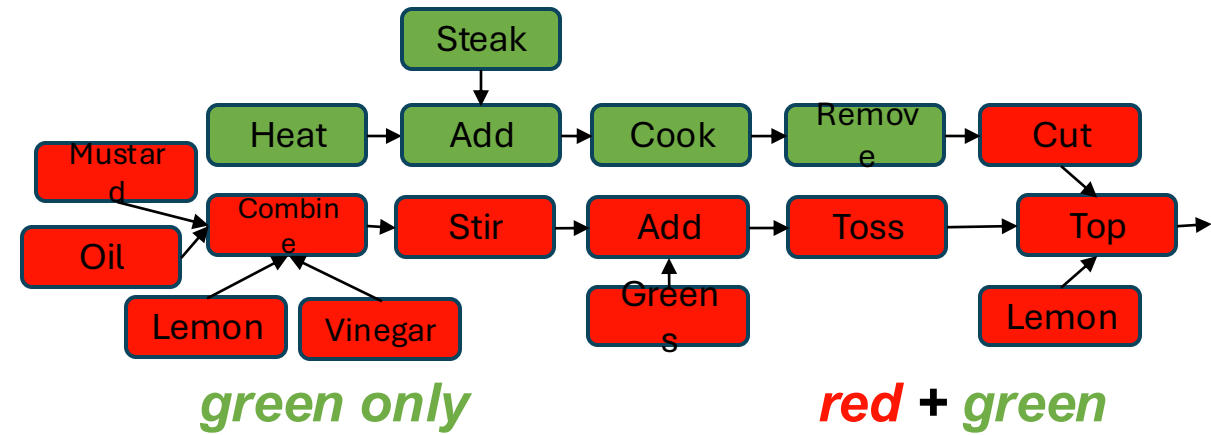 Steak
Heat
Add
Cook
Remov
e
Cut
Mustar
d
Combin
e
Stir
Add
Toss
Top
Oil
Lemon
Vinegar
Green
s
Lemon
green only
red + green